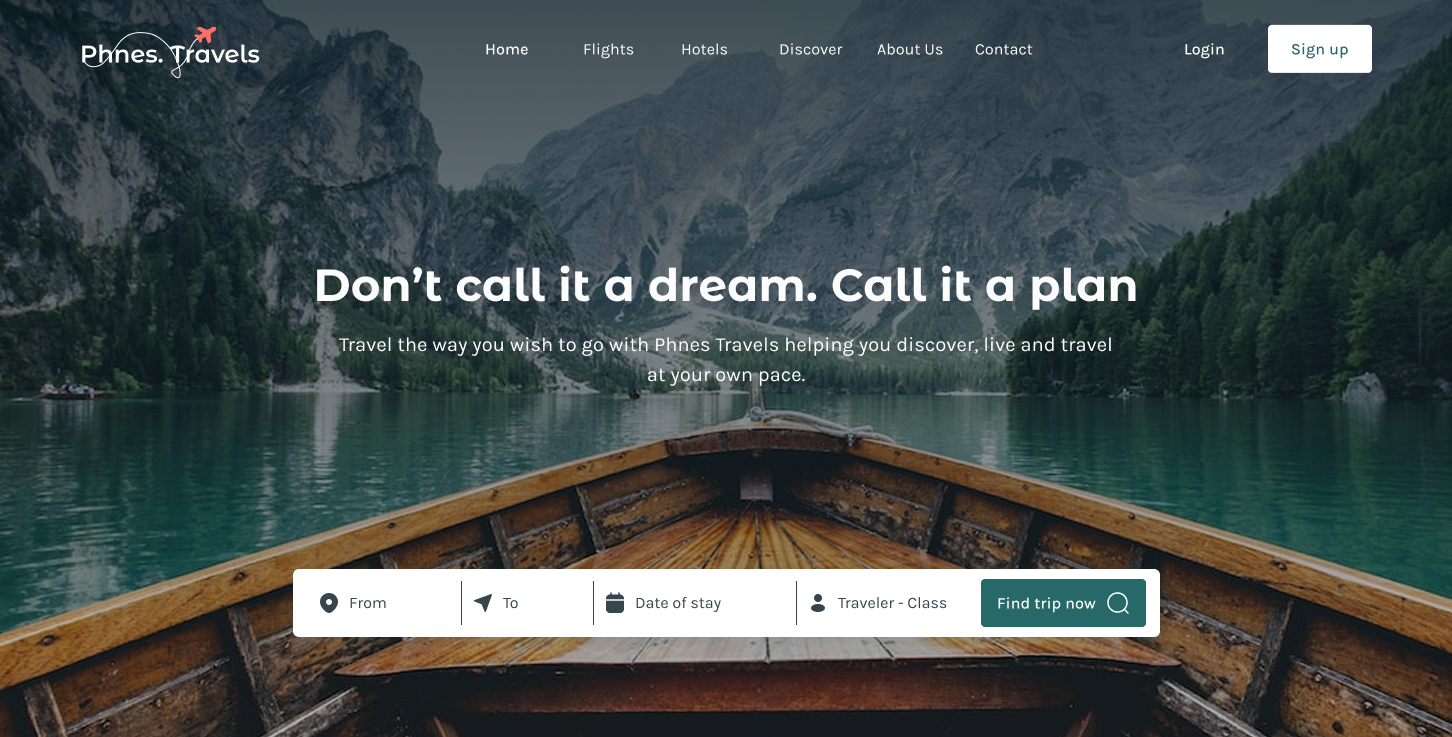 Phnes. Travels
Home Flights Hotels Discover About Us Contact Login Sign up
Don’t call it a dream. Call it a plan
Travel the way you wish to go with Phnes Travels helping you discover, live and travel
at your own pace.
From To Date of stay Traveler - Class Find trip now